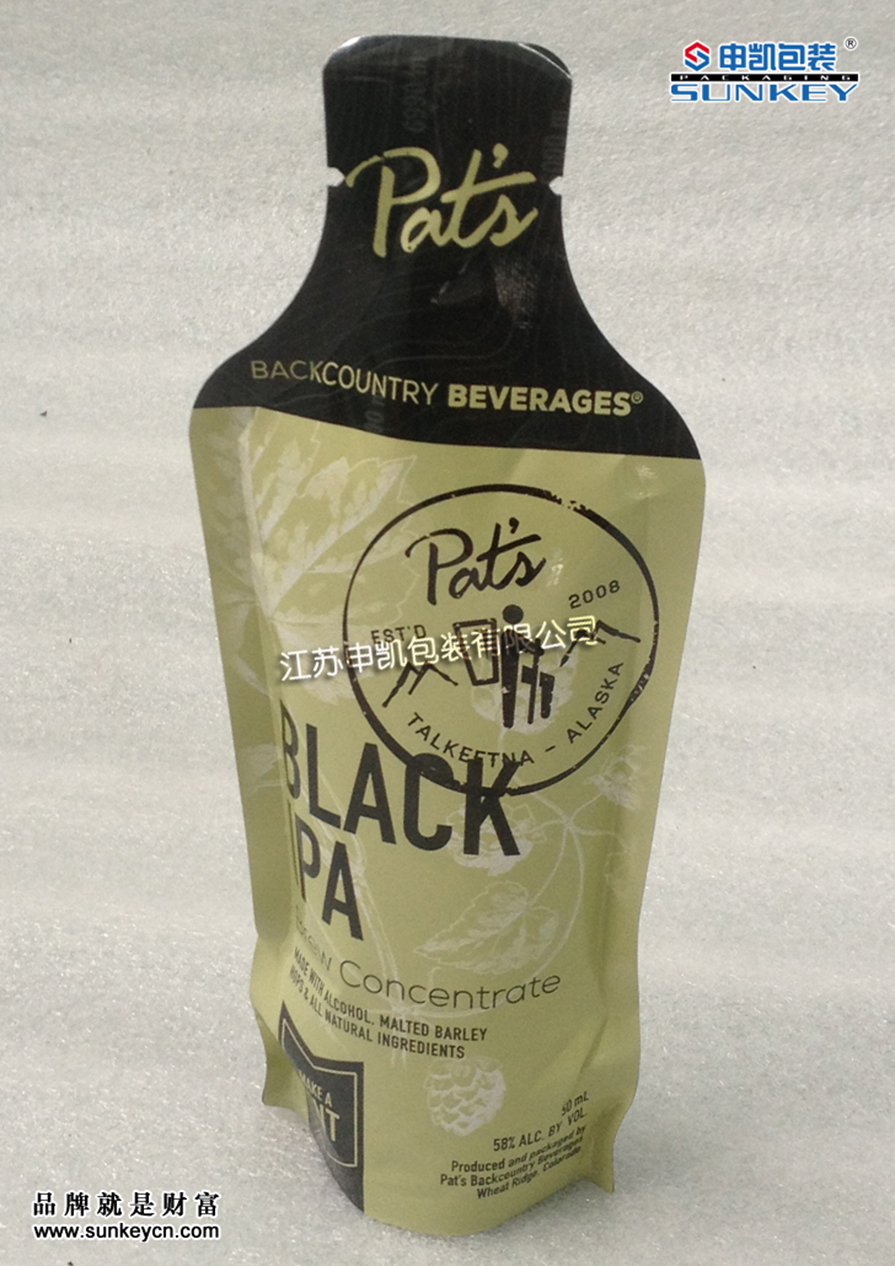 申凯包装®
PACKAGING
SUNKEY
Pat's
BACKCOUNTRY BEVERAGES®
Pat's
EST'D 2008
江苏申凯包装有限公司
TALKEETNA - ALASKA
BLACK
IPA
Concentrate
MADE WITH ALCOHOL, MALTED BARLEY
HOPS & ALL NATURAL INGREDIENTS
MAKE A
50 mL
58% ALC. BY VOL.
Produced and packaged by
Pat's Backcountry Beverages
Wheat Ridge, Colorado
品牌就是财富
www.sunkeycn.com